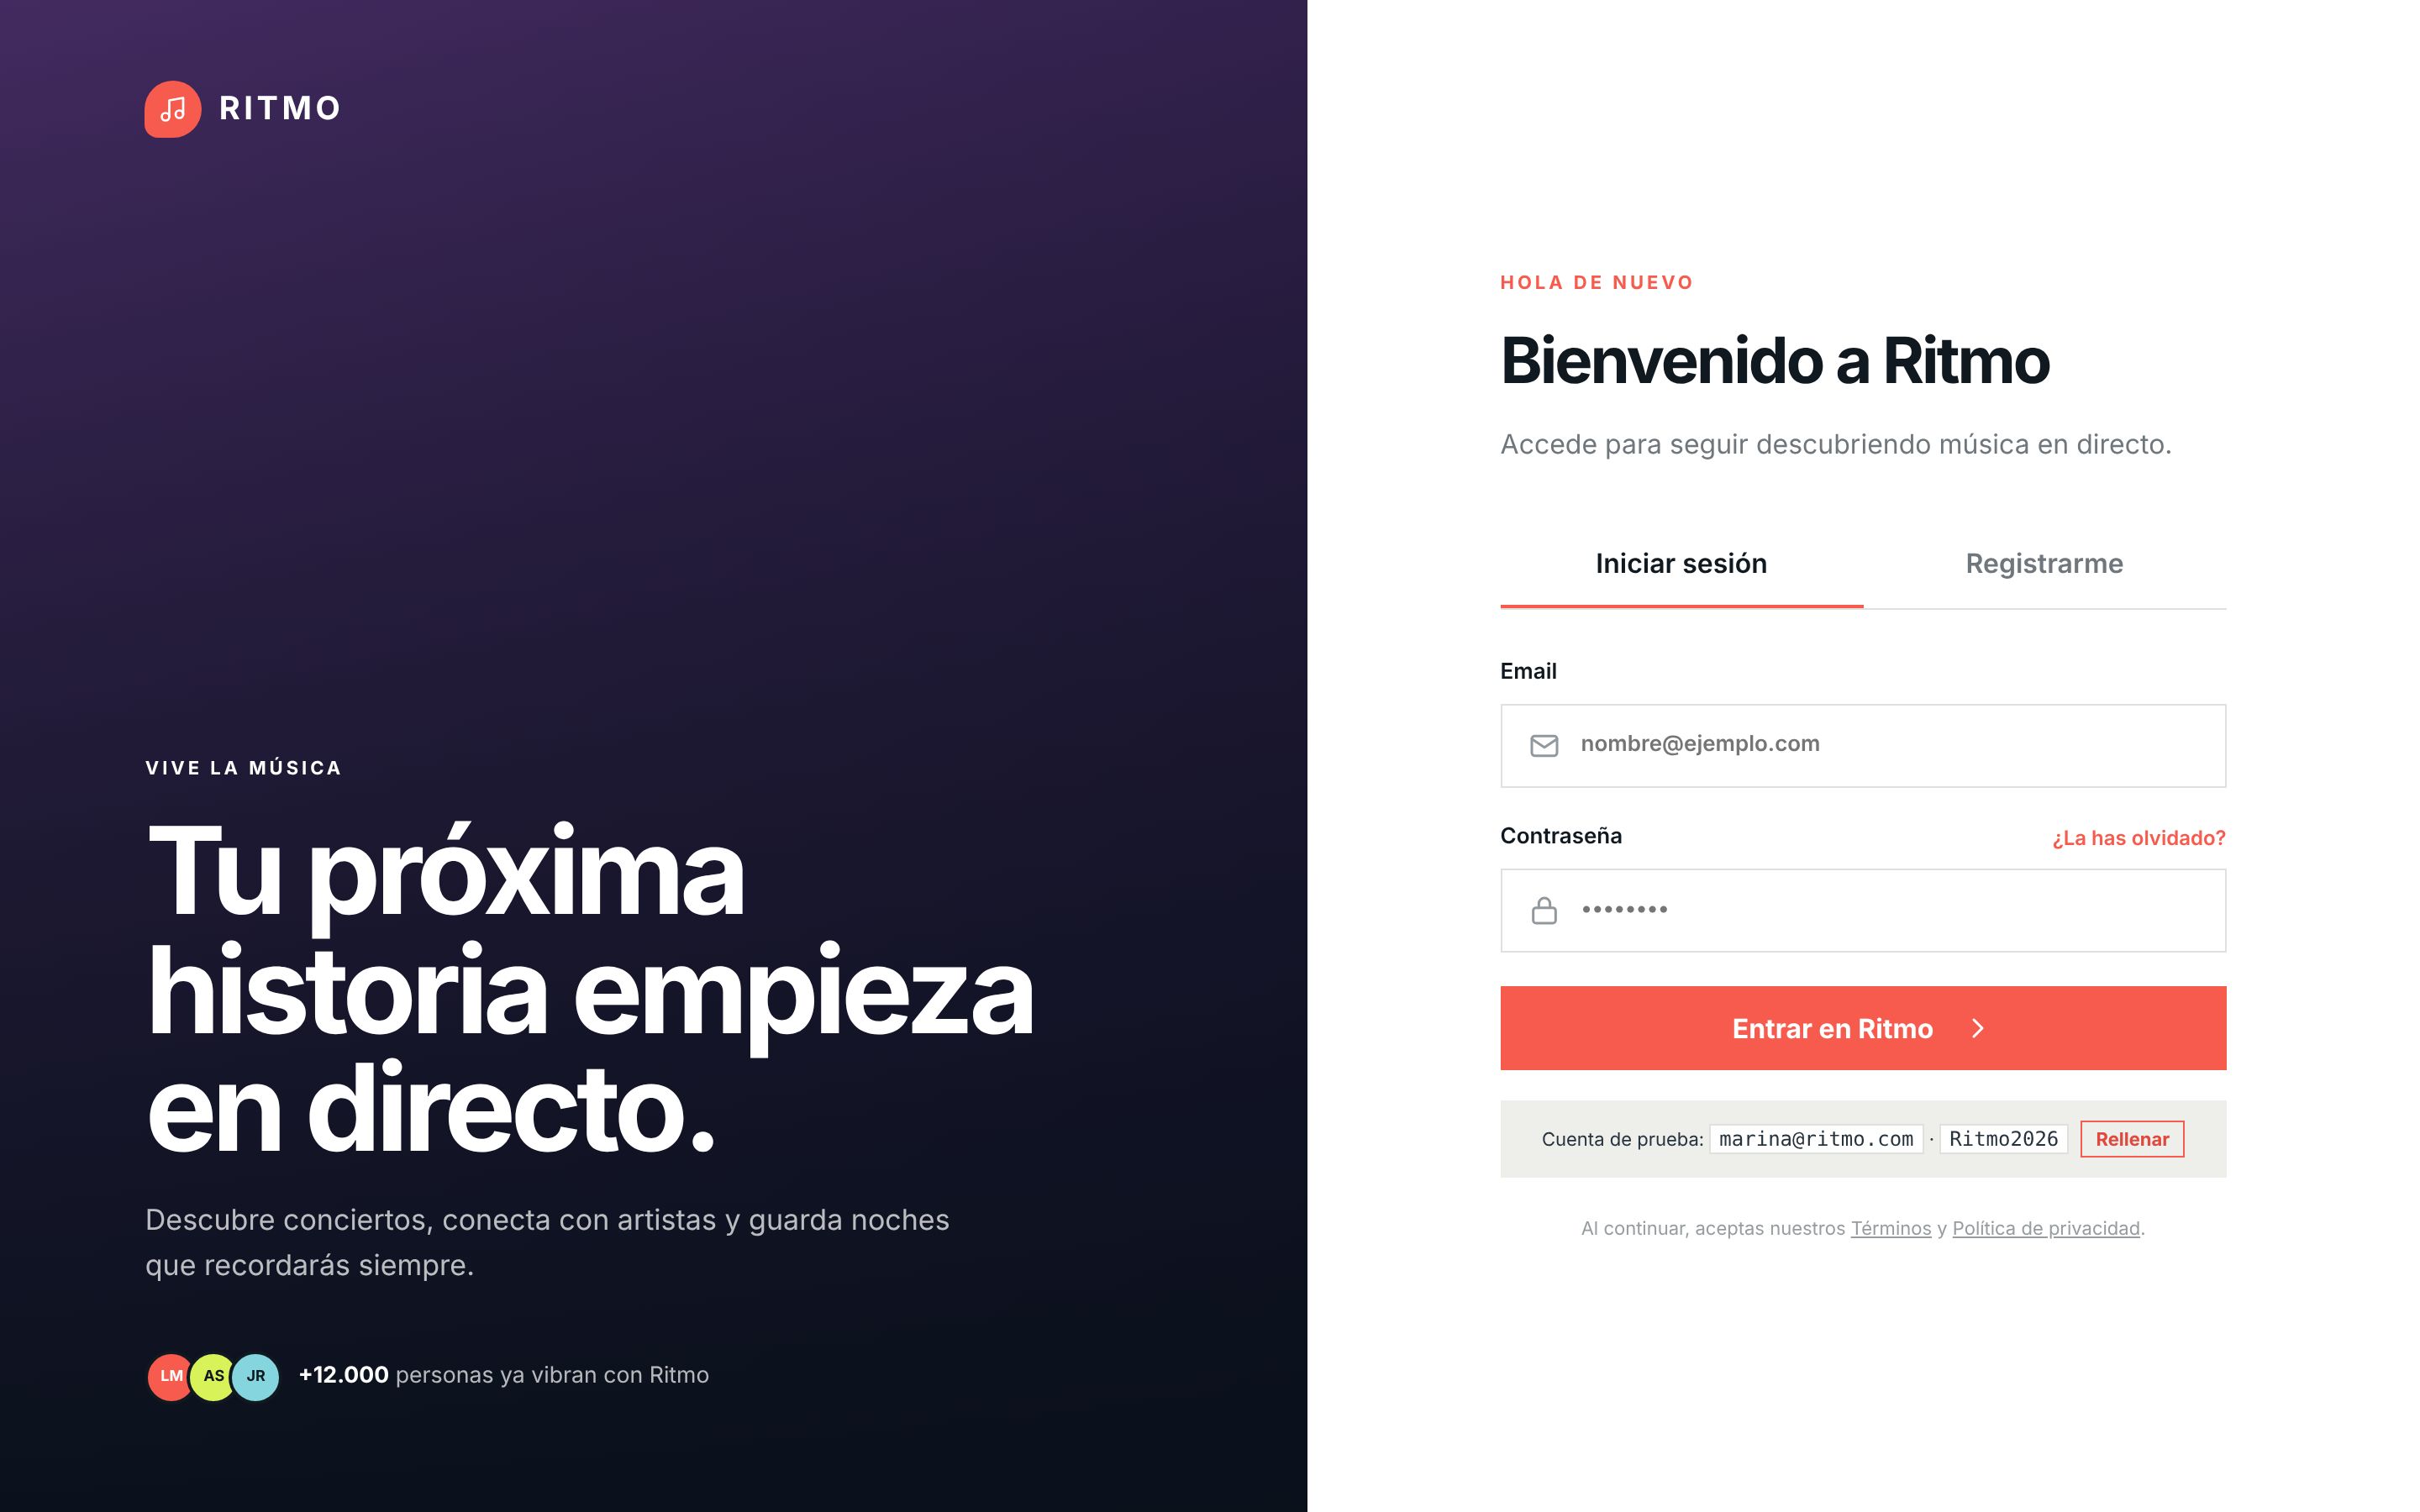 RITMO
VIVE LA MÚSICA
Tu próxima
historia empieza
en directo.
Descubre conciertos, conecta con artistas y guarda noches
que recordarás siempre.
LM AS JR +12.000 personas ya vibran con Ritmo
HOLA DE NUEVO
Bienvenido a Ritmo
Accede para seguir descubriendo música en directo.
Iniciar sesión Registrarme
Email
nombre@ejemplo.com
Contraseña ¿La has olvidado?
••••••••
Entrar en Ritmo
Cuenta de prueba: marina@ritmo.com · Ritmo2026 Rellenar
Al continuar, aceptas nuestros Términos y Política de privacidad.